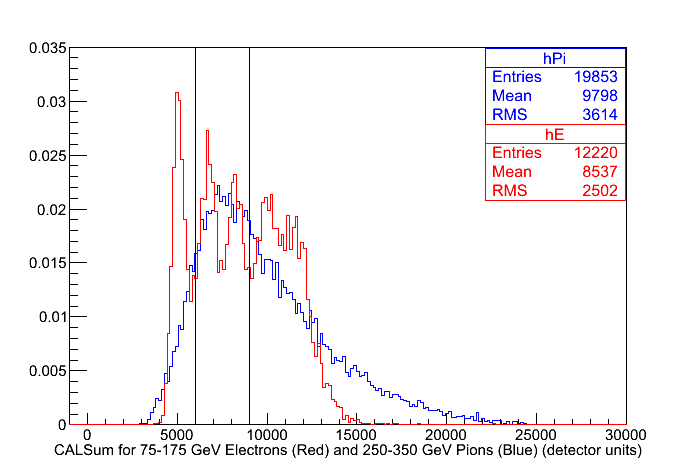 0.035
hPi
Entries 19853
Mean 9798
RMS 3614
hE
Entries 12220
Mean 8537
RMS 2502
0.03
0.025
0.02
0.015
0.01
0.005
0
0 5000 10000 15000 20000 25000 30000
CALSum for 75-175 GeV Electrons (Red) and 250-350 GeV Pions (Blue) (detector units)